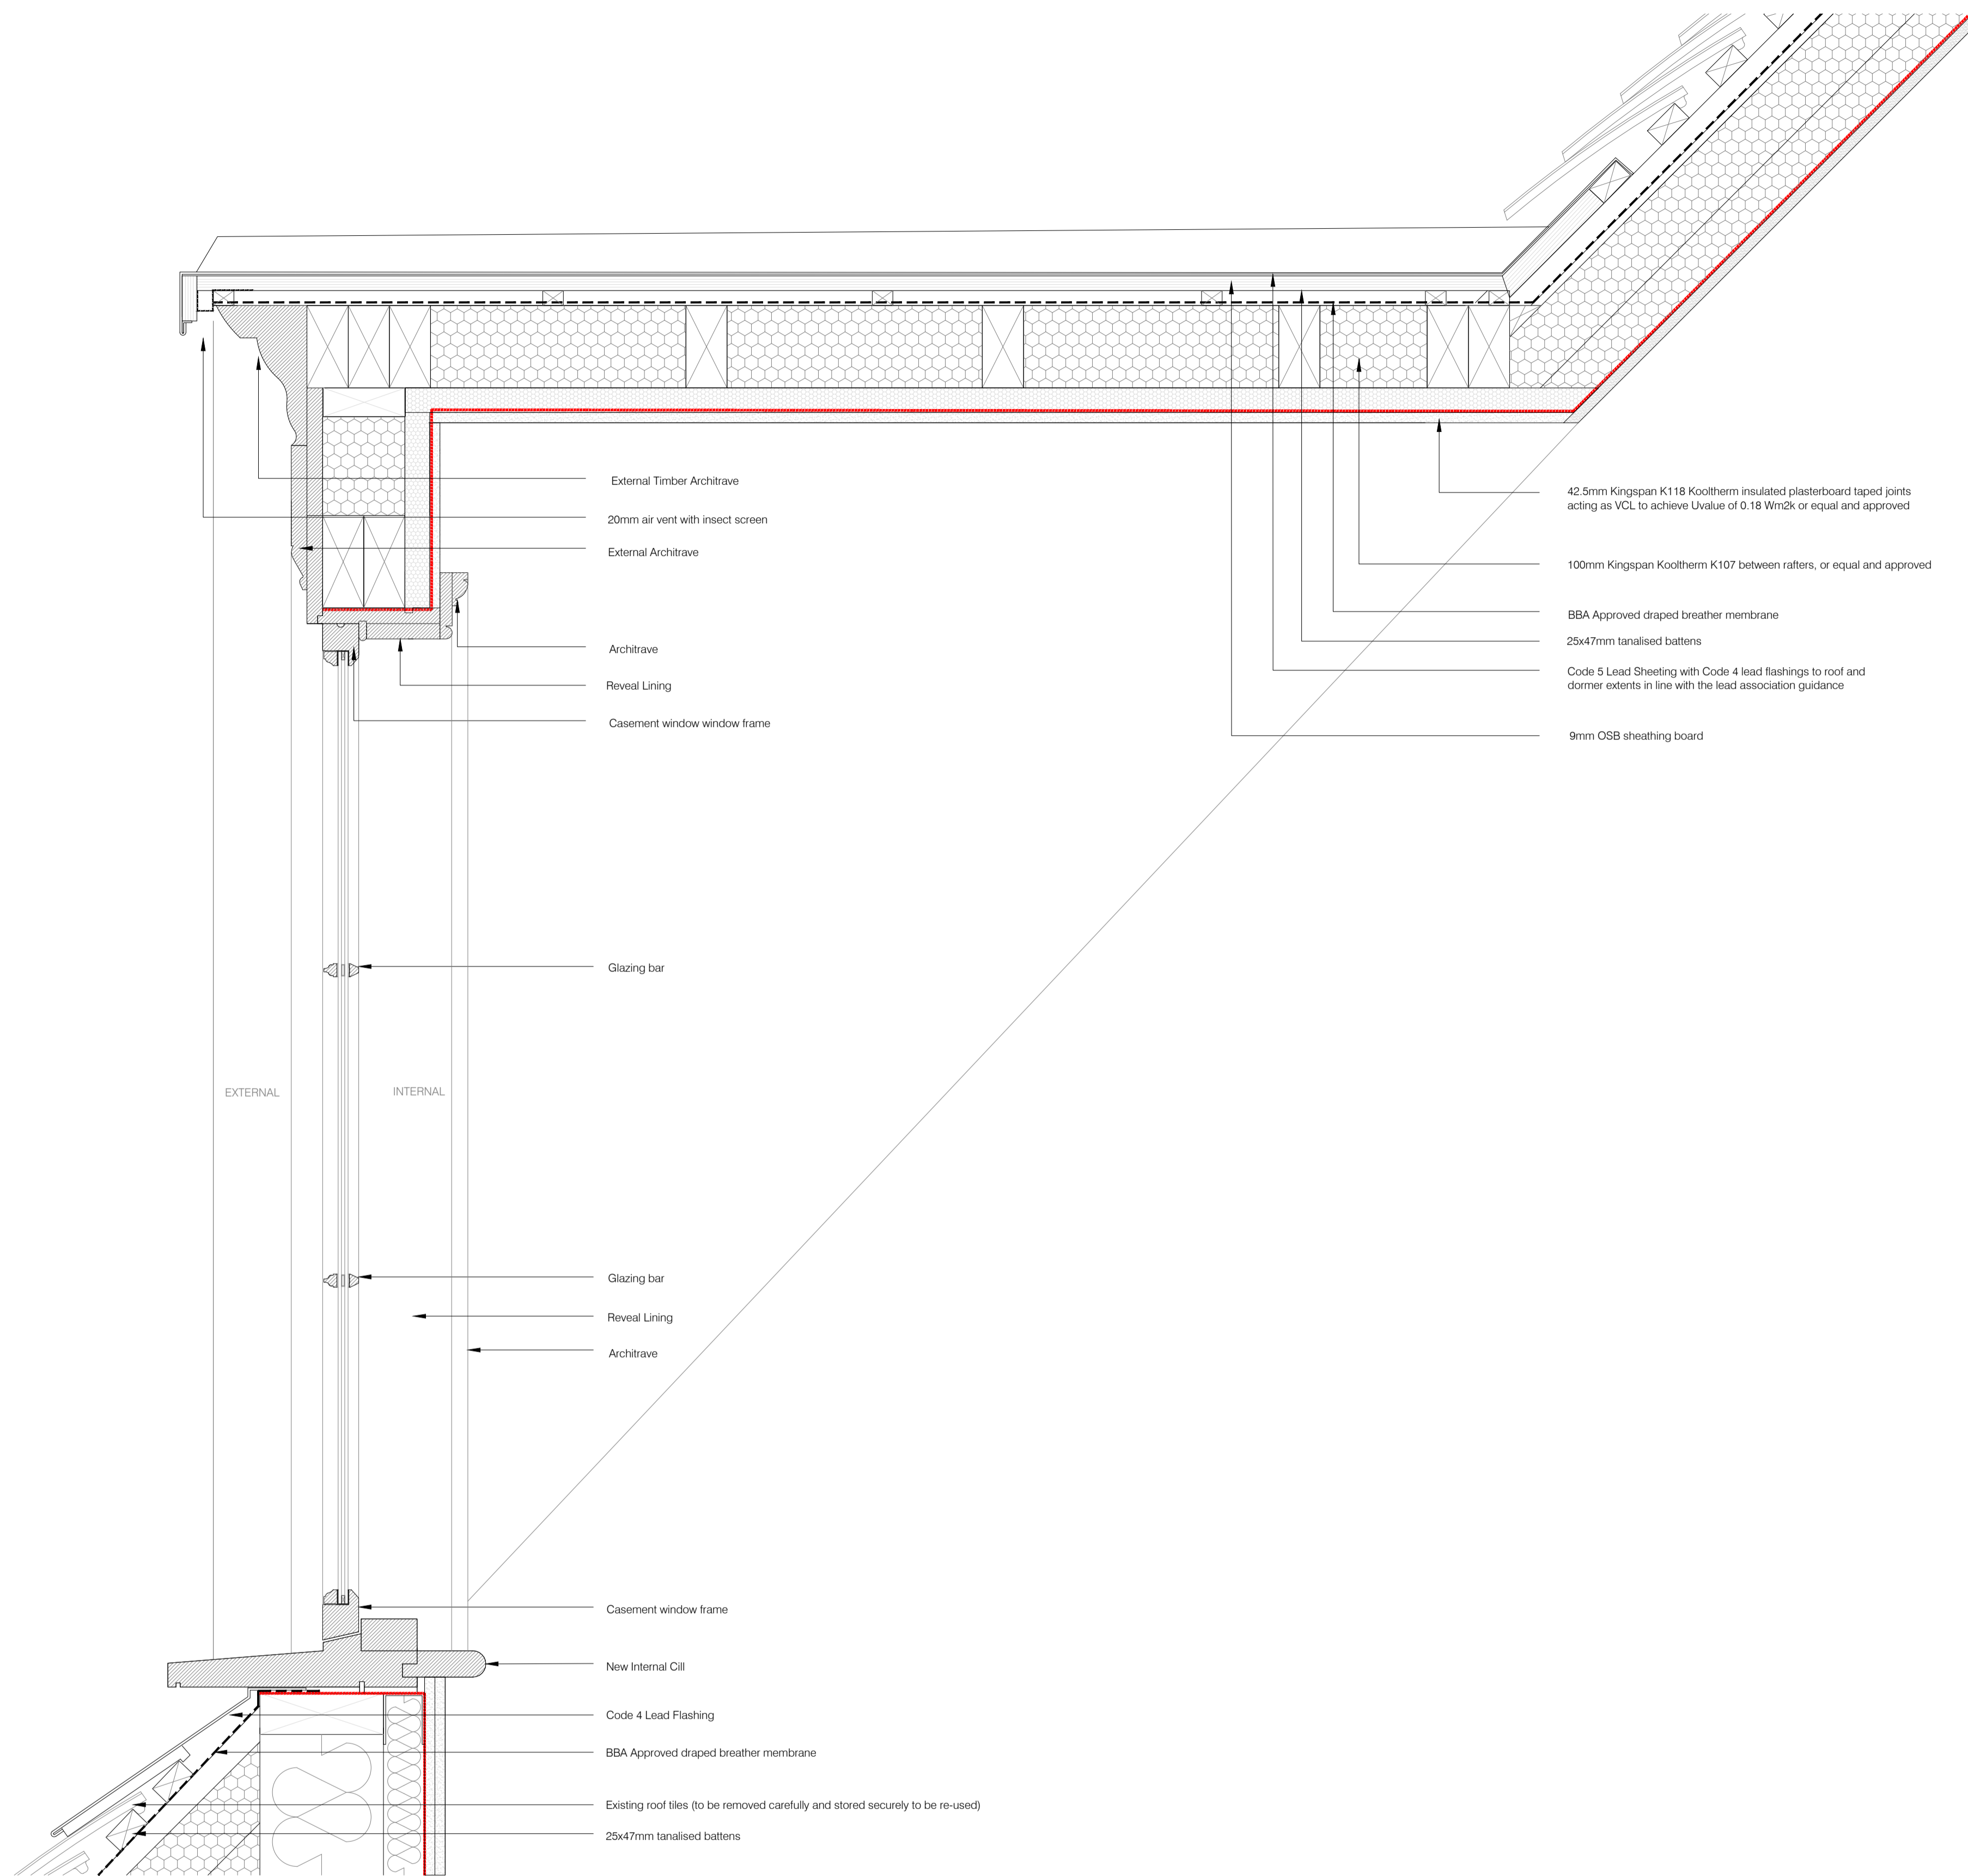 External Timber Architrave
20mm air vent with insect screen
External Architrave
Architrave
Reveal Lining
Casement window window frame
42.5mm Kingspan K118 Kooltherm insulated plasterboard taped joints
acting as VCL to achieve Uvalue of 0.18 Wm2k or equal and approved
100mm Kingspan Kooltherm K107 between rafters, or equal and approved
BBA Approved draped breather membrane
25x47mm tanalised battens
Code 5 Lead Sheeting with Code 4 lead flashings to roof and
dormer extents in line with the lead association guidance
9mm OSB sheathing board
Glazing bar
EXTERNAL
INTERNAL
Glazing bar
Reveal Lining
Architrave
Casement window frame
New Internal Cill
Code 4 Lead Flashing
BBA Approved draped breather membrane
Existing roof tiles (to be removed carefully and stored securely to be re-used)
25x47mm tanalised battens